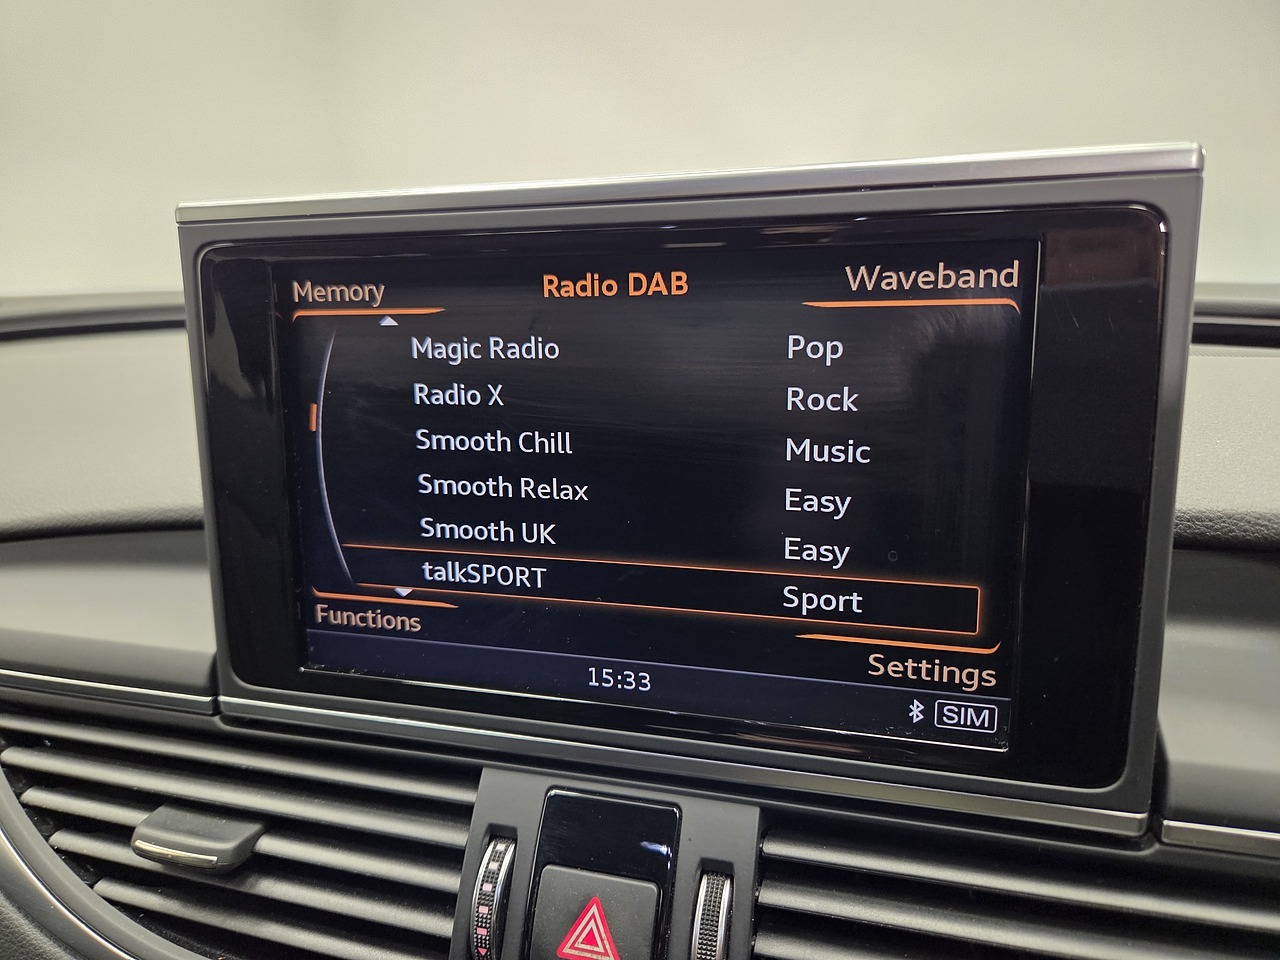 Memory Radio DAB Waveband
Magic Radio Pop
Radio X Rock
Smooth Chill Music
Smooth Relax Easy
Smooth UK Easy
talkSPORT Sport
Functions
Settings
15:33
SIM